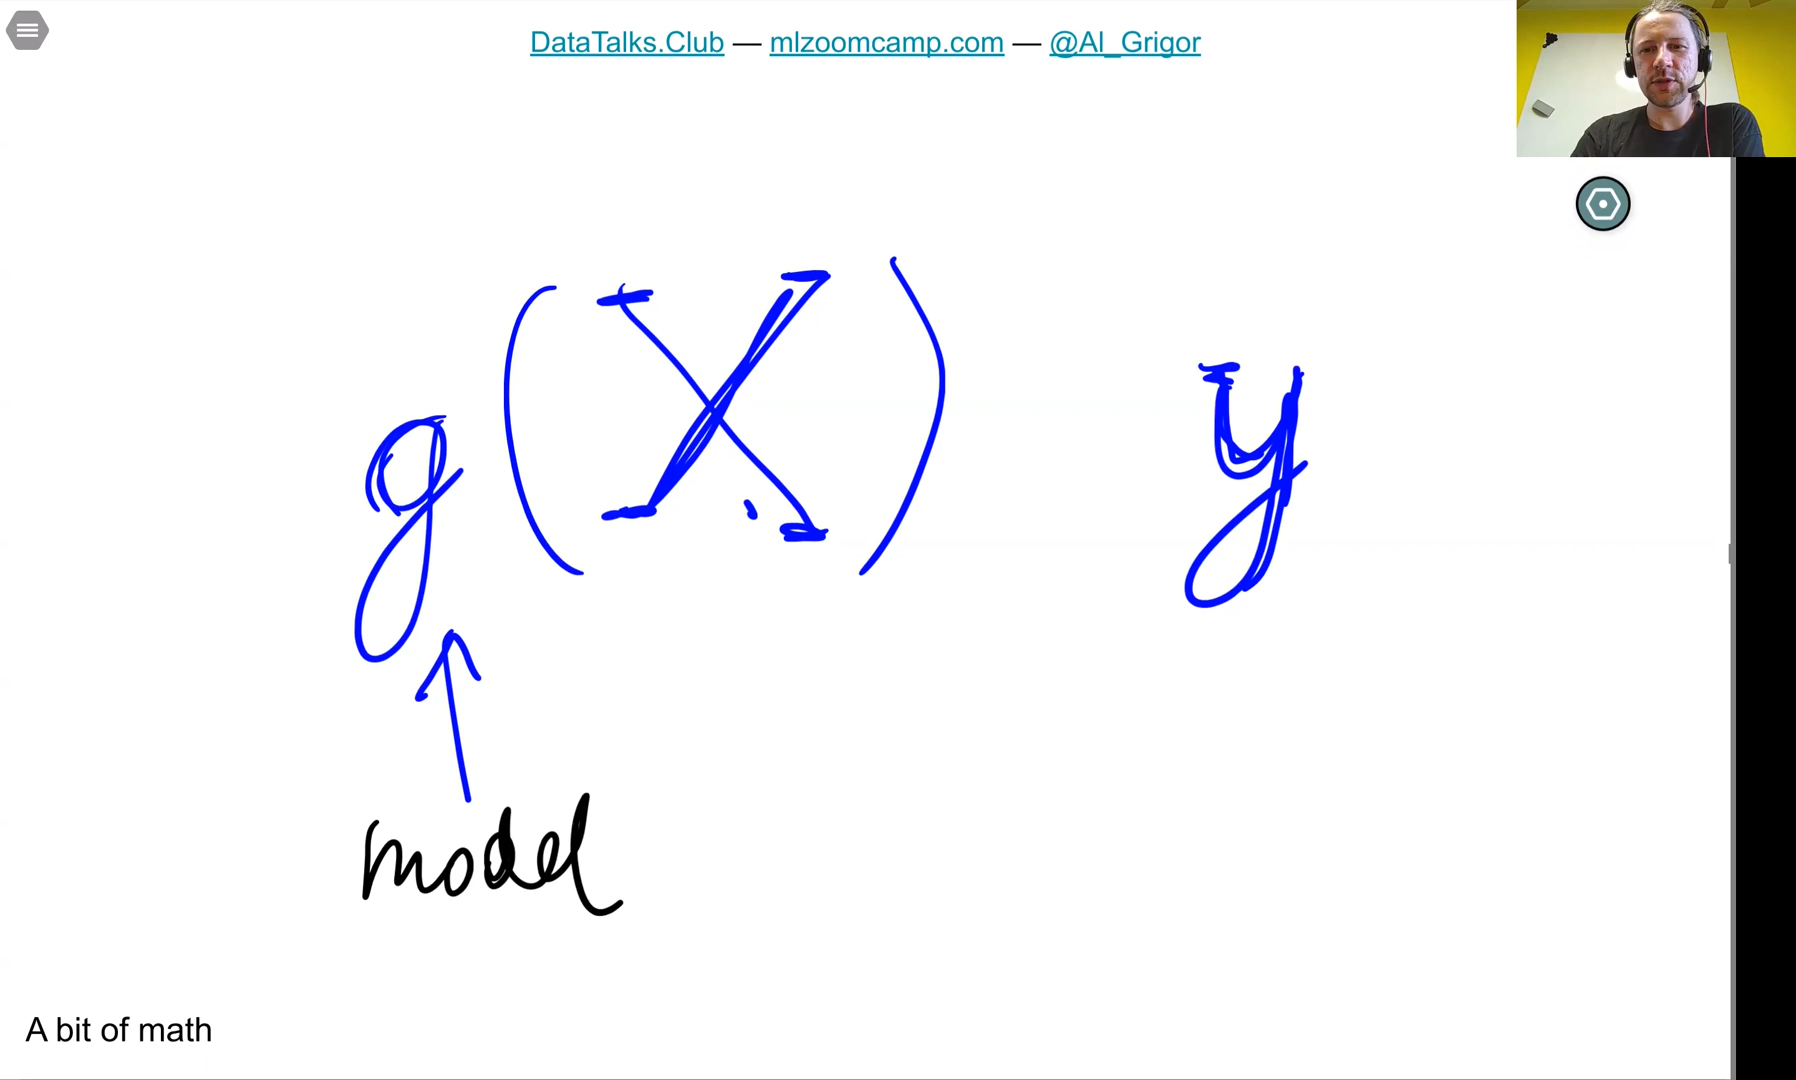 DataTalks.Club — mlzoomcamp.com — @Al_Grigor
g(X) y
model
A bit of math